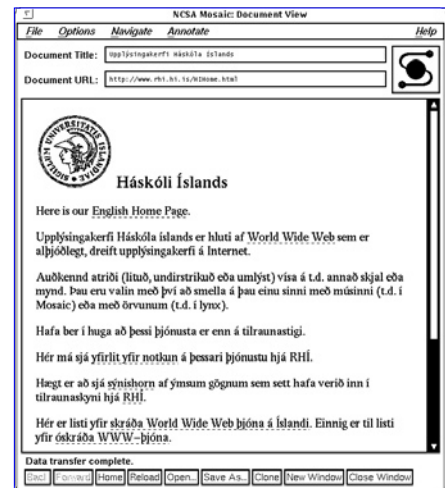 NCSA Mosaic: Document View
File Options Navigate Annotate Help
Document Title: Upplýsingakerfi Háskóla Íslands
Document URL: http://www.rhi.hi.is/HIHome.html
SIGILLUM UNIVERSITATIS ISLANDIAE
Háskóli Íslands
Here is our English Home Page.
Upplýsingakerfi Háskóla íslands er hluti af World Wide Web sem er
alþjóðlegt, dreift upplýsingakerfi á Internet.
Auðkennd atriði (lituð, undirstrikuð eða umlýst) vísa á t.d. annað skjal eða
mynd. Þau eru valin með því að smella á þau einu sinni með músinni (t.d. í
Mosaic) eða með örvunum (t.d. í lynx).
Hafa ber í huga að þessi þjónusta er enn á tilraunastigi.
Hér má sjá yfirlit yfir notkun á þessari þjónustu hjá RHÍ.
Hægt er að sjá sýnishorn af ýmsum gögnum sem sett hafa verið inn í
tilraunaskyni hjá RHÍ.
Hér er listi yfir skráða World Wide Web þjóna á Íslandi. Einnig er til listi
yfir óskráða WWW-þjóna.
Data transfer complete.
Back Forward Home Reload Open... Save As... Clone New Window Close Window